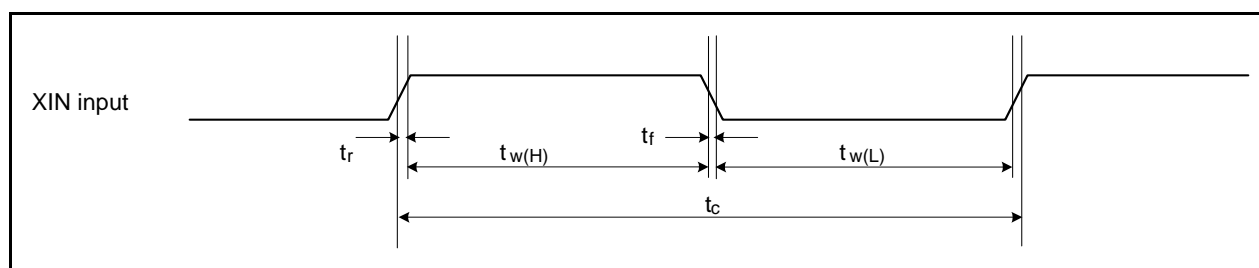 XIN input
tr
tw(H)
tf
tw(L)
tc